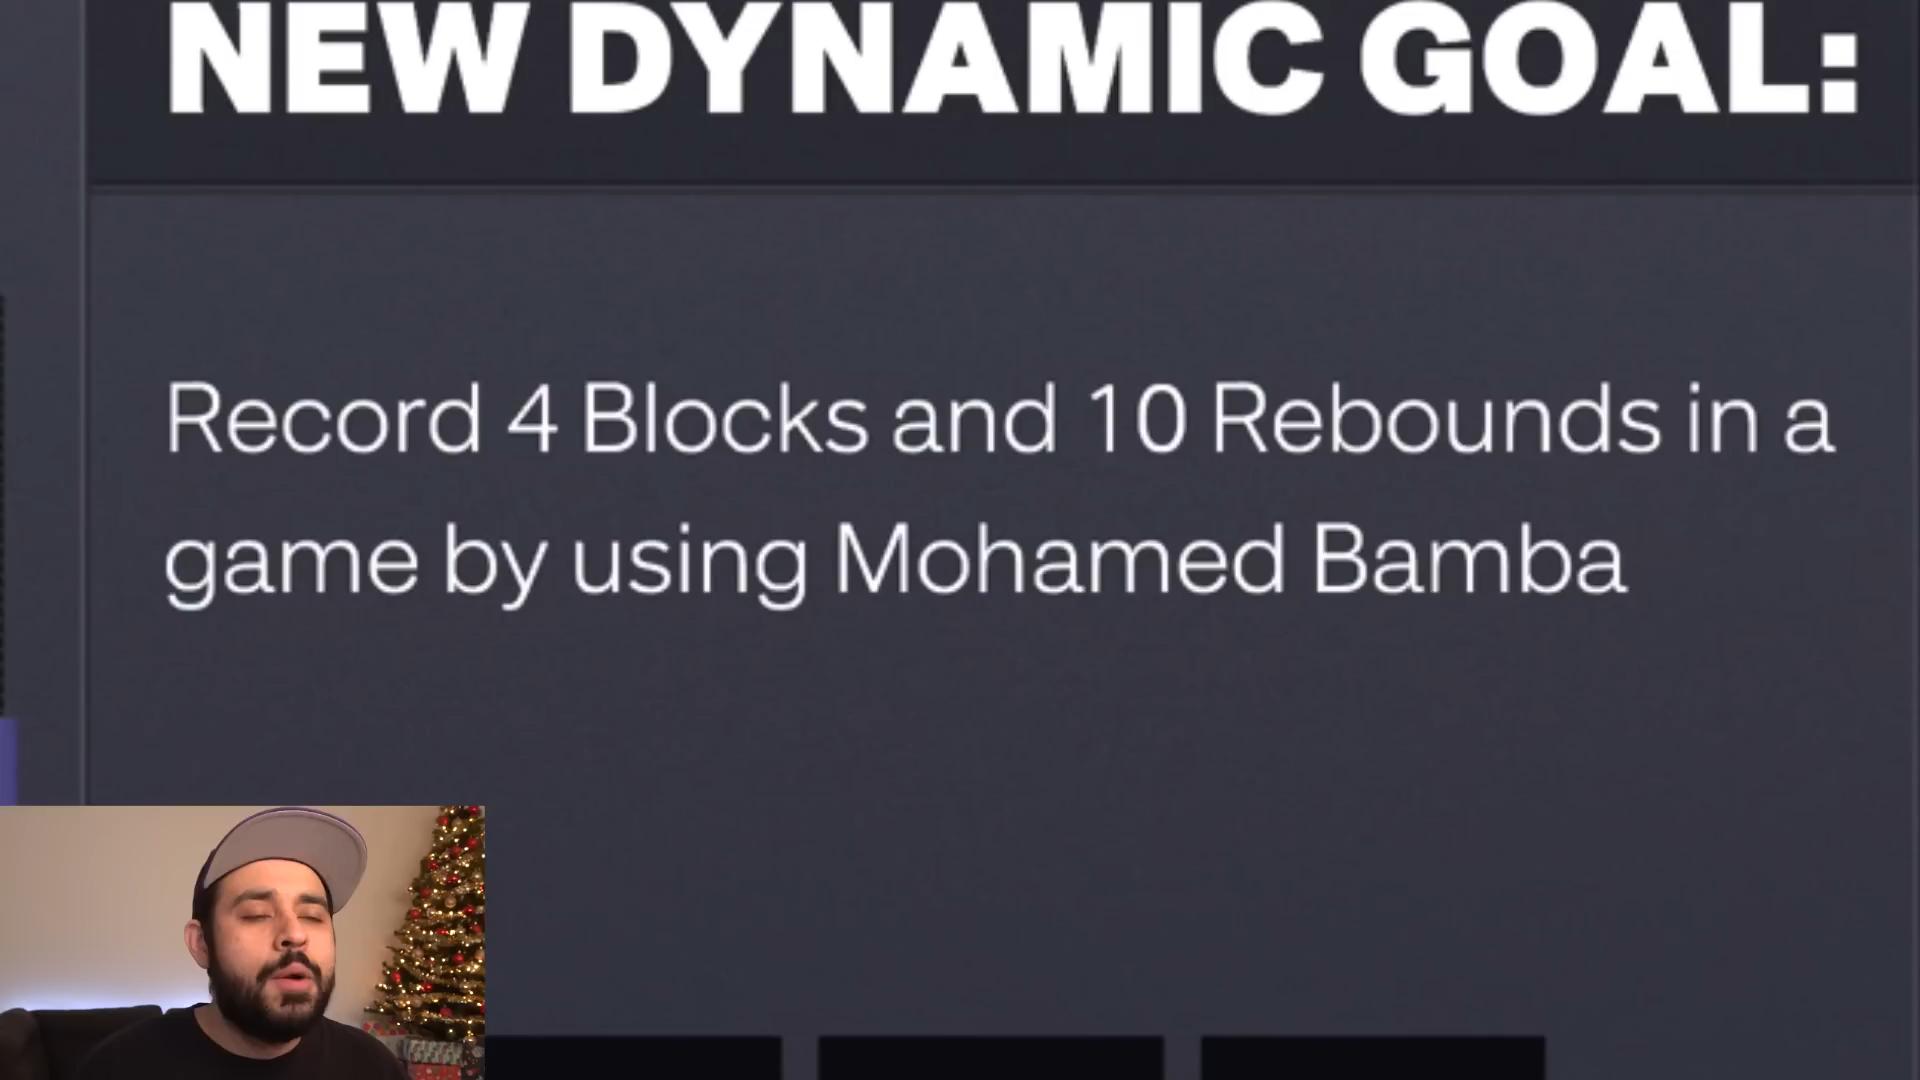 NEW DYNAMIC GOAL:
Record 4 Blocks and 10 Rebounds in a
game by using Mohamed Bamba